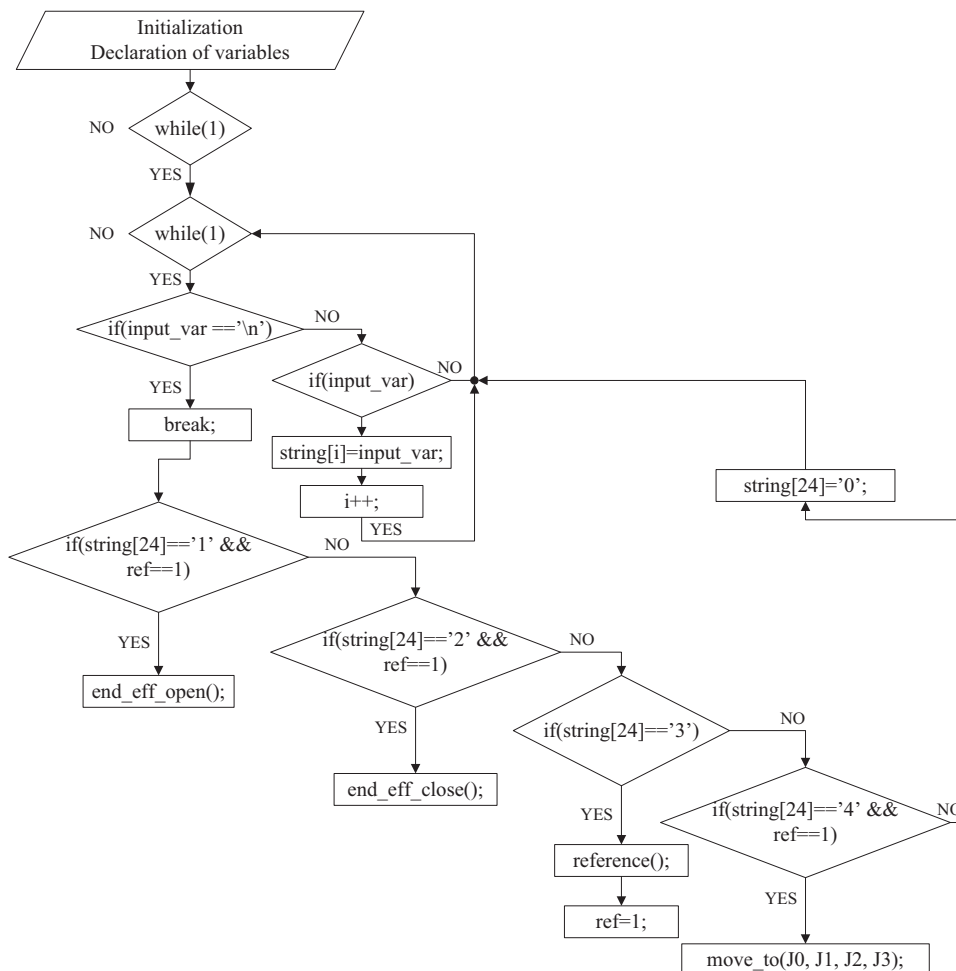 Initialization
Declaration of variables
NO
while(1)
YES
NO
while(1)
YES
if(input_var ==’\n’)
NO
YES
if(input_var)
NO
break;
string[i]=input_var;
i++;
YES
string[24]=’0’;
if(string[24]==’1’ &&
ref==1)
NO
YES
end_eff_open();
if(string[24]==’2’ &&
ref==1)
NO
YES
end_eff_close();
if(string[24]==’3’)
NO
YES
reference();
ref=1;
if(string[24]==’4’ &&
ref==1)
NO
YES
move_to(J0, J1, J2, J3);